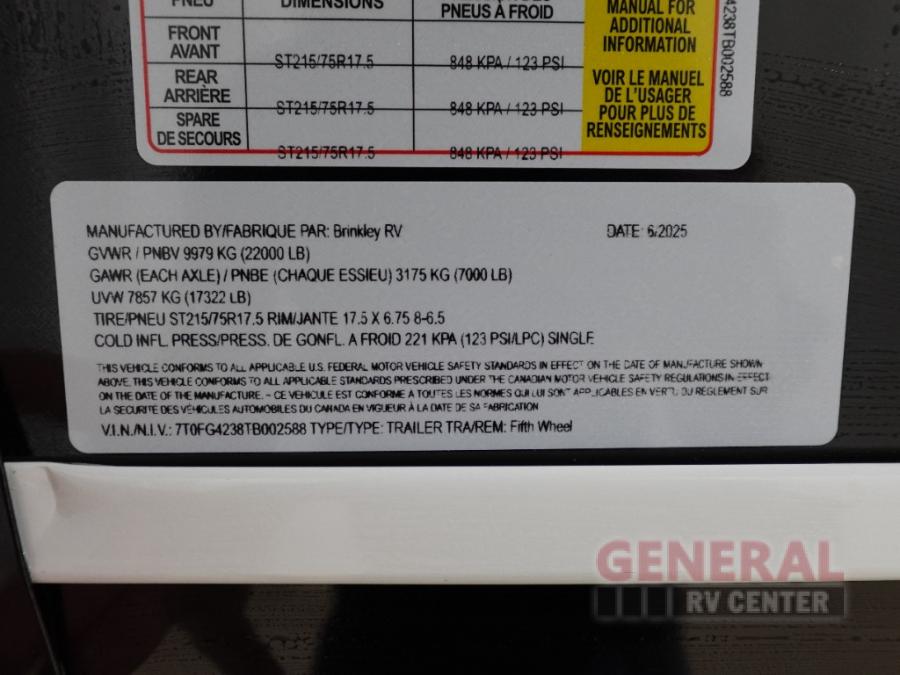 PNEU DIMENSIONS PNEUS À FROID
MANUAL FOR
ADDITIONAL
INFORMATION
FRONT
AVANT
ST215/75R17.5 848 KPA / 123 PSI
REAR
ARRIÈRE
ST215/75R17.5 848 KPA / 123 PSI
SPARE
DE SECOURS
ST215/75R17.5 848 KPA / 123 PSI
VOIR LE MANUEL
DE L'USAGER
POUR PLUS DE
RENSEIGNEMENTS
4238TB002588
MANUFACTURED BY/FABRIQUE PAR: Brinkley RV DATE: 6/2025
GVWR / PNBV 9979 KG (22000 LB)
GAWR (EACH AXLE) / PNBE (CHAQUE ESSIEU) 3175 KG (7000 LB)
UVW 7857 KG (17322 LB)
TIRE/PNEU ST215/75R17.5 RIM/JANTE 17.5 X 6.75 8-6.5
COLD INFL. PRESS/PRESS. DE GONFL. A FROID 221 KPA (123 PSI/LPC) SINGLE
THIS VEHICLE CONFORMS TO ALL APPLICABLE U.S. FEDERAL MOTOR VEHICLE SAFETY STANDARDS IN EFFECT ON THE DATE OF MANUFACTURE SHOWN
ABOVE. THIS VEHICLE CONFORMS TO ALL APPLICABLE STANDARDS PRESCRIBED UNDER THE CANADIAN MOTOR VEHICLE SAFETY REGULATIONS IN EFFECT
ON THE DATE OF THE MANUFACTURE. - CE VEHICULE EST CONFORME A TOUTES LES NORMES QUI LUI SONT APPLICABLES EN VERTU DU REGLEMENT SUR
LA SECURITE DES VEHICULES AUTOMOBILES DU CANADA EN VIGUEUR À LA DATE DE SA FABRICATION
V.I.N./N.I.V.: 7T0FG4238TB002588 TYPE/TYPE: TRAILER TRA/REM: Fifth Wheel
GENERAL
RV CENTER